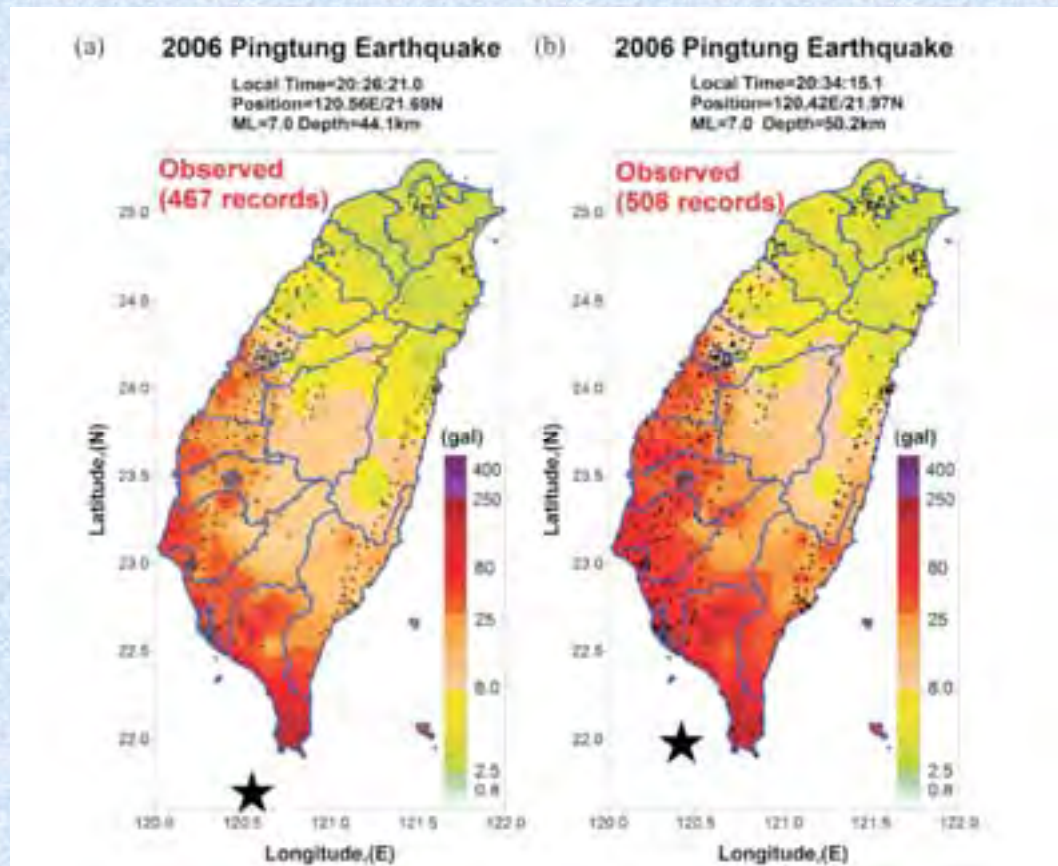 (a) 2006 Pingtung Earthquake
Local Time=20:26:21.0
Position=120.56E/21.69N
ML=7.0 Depth=44.1km
Observed
(467 records)
25.0
24.5
24.0
23.5
23.0
22.5
22.0
Latitude,(N)
(gal)
400
250
80
25
8.0
2.5
0.8
120.0 120.5 121.0 121.5 122.0
Longitude,(E)
(b) 2006 Pingtung Earthquake
Local Time=20:34:15.1
Position=120.42E/21.97N
ML=7.0 Depth=50.2km
Observed
(508 records)
25.0
24.5
24.0
23.5
23.0
22.5
22.0
Latitude,(N)
(gal)
400
250
80
25
8.0
2.5
0.8
120.0 120.5 121.0 121.5 122.0
Longitude,(E)